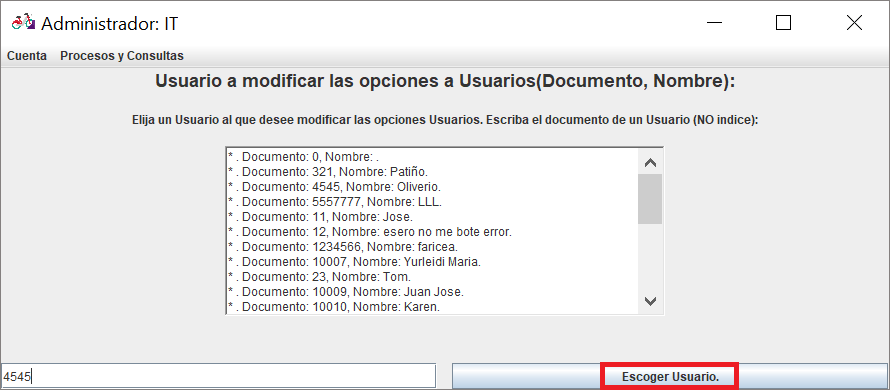 Administrador: IT
Cuenta Procesos y Consultas
Usuario a modificar las opciones a Usuarios(Documento, Nombre):
Elija un Usuario al que desee modificar las opciones Usuarios. Escriba el documento de un Usuario (NO indice):
* . Documento: 0, Nombre: .
* . Documento: 321, Nombre: Patiño.
* . Documento: 4545, Nombre: Oliverio.
* . Documento: 5557777, Nombre: LLL.
* . Documento: 11, Nombre: Jose.
* . Documento: 12, Nombre: esero no me bote error.
* . Documento: 1234566, Nombre: faricea.
* . Documento: 10007, Nombre: Yurleidi Maria.
* . Documento: 23, Nombre: Tom.
* . Documento: 10009, Nombre: Juan Jose.
* . Documento: 10010, Nombre: Karen.
4545 Escoger Usuario.